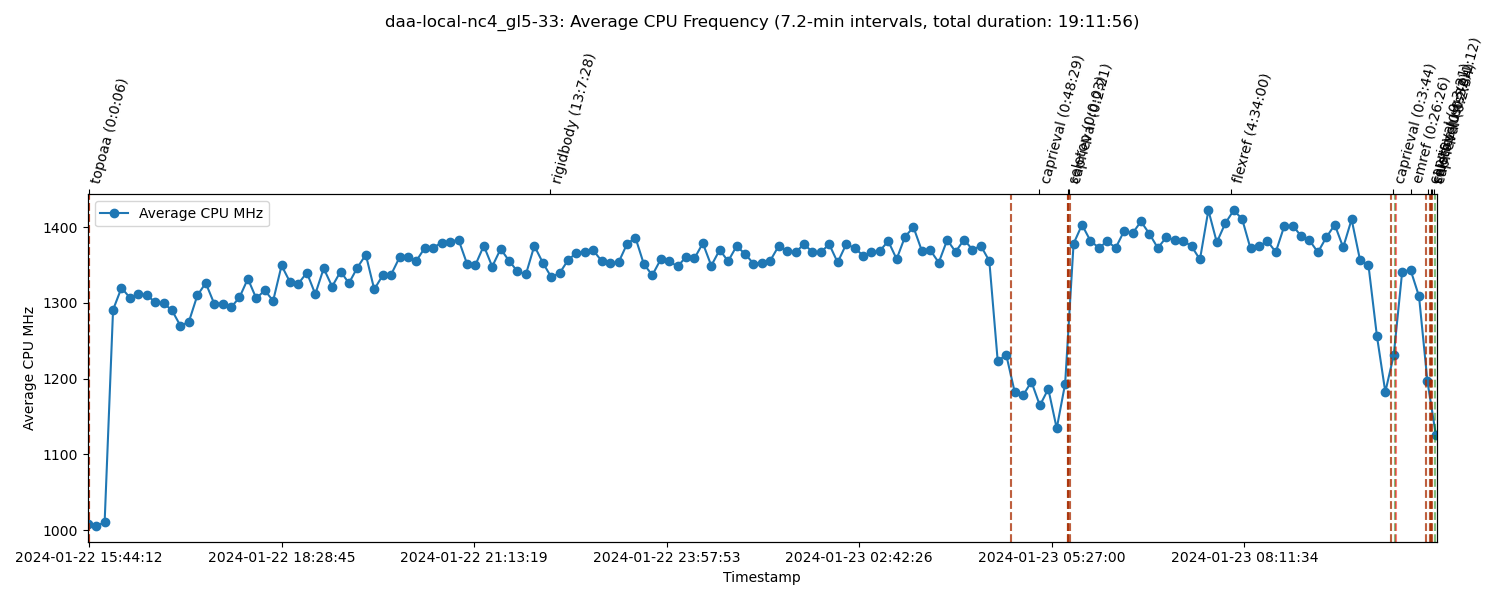 daa-local-nc4_gl5-33: Average CPU Frequency (7.2-min intervals, total duration: 19:11:56)
topoaa (0:0:06)
rigidbody (13:7:28)
caprieval (0:48:29)
caprieval (0:2:21)
flexref (4:34:00)
caprieval (0:3:44)
emref (0:26:26)
Average CPU MHz
Average CPU MHz
1400
1300
1200
1100
1000
2024-01-22 15:44:12
2024-01-22 18:28:45
2024-01-22 21:13:19
2024-01-22 23:57:53
2024-01-23 02:42:26
2024-01-23 05:27:00
2024-01-23 08:11:34
Timestamp